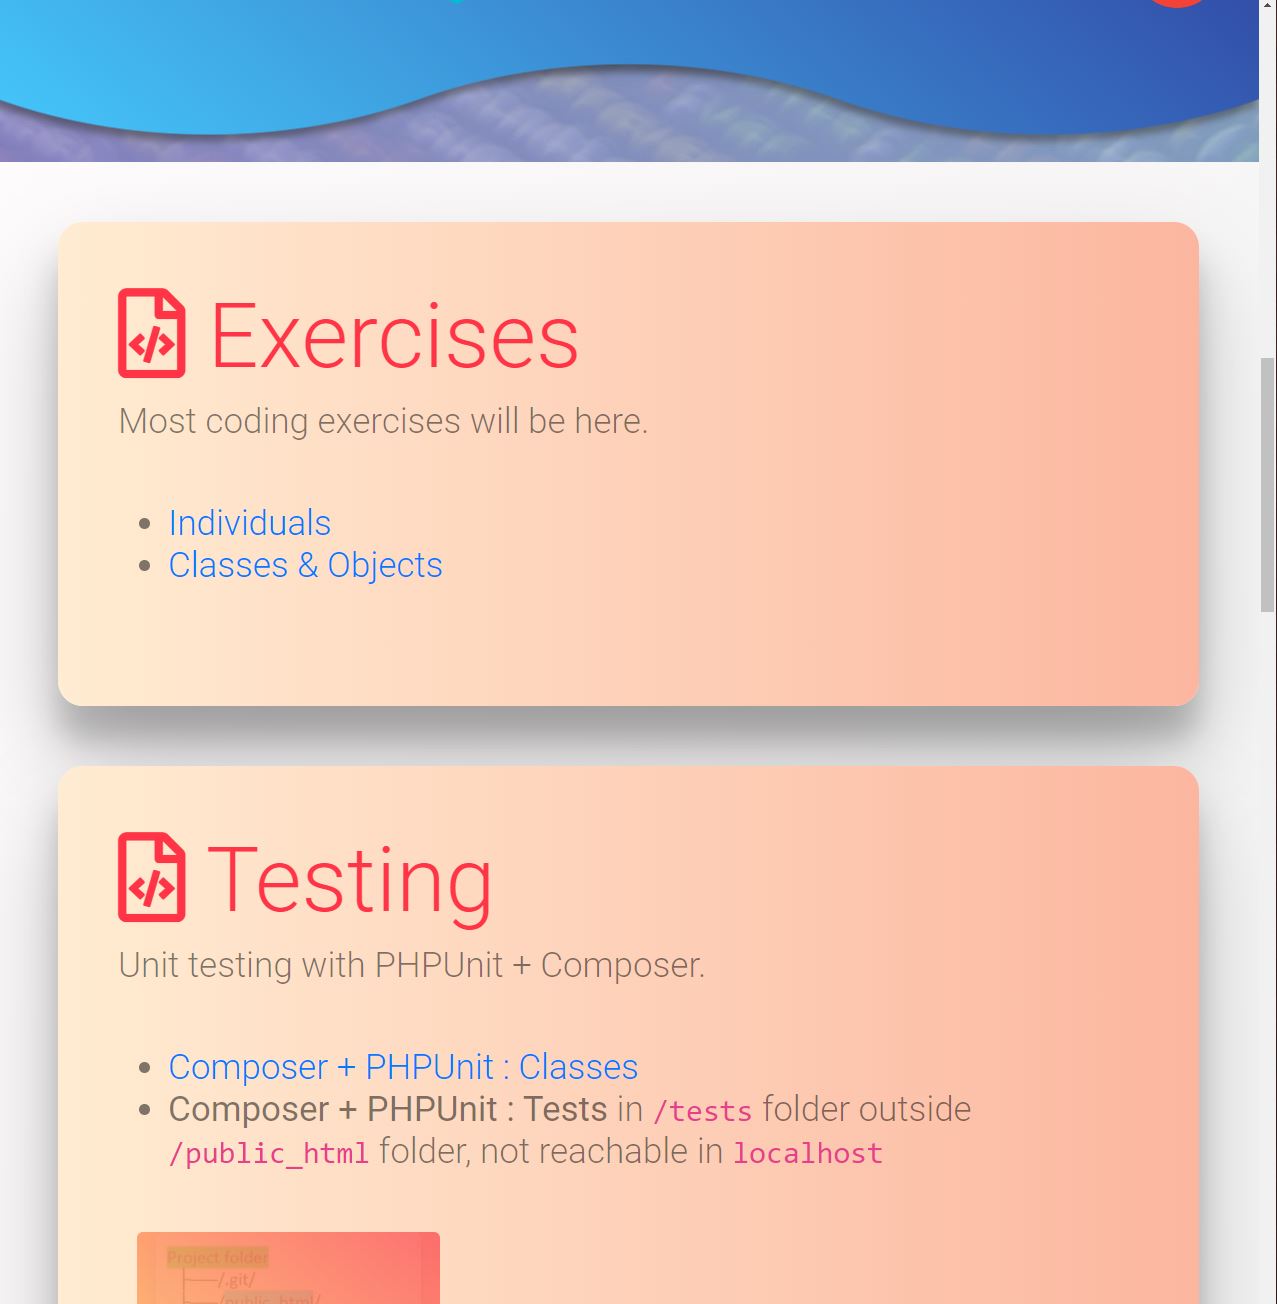 Exercises
Most coding exercises will be here.
Individuals
Classes & Objects
Testing
Unit testing with PHPUnit + Composer.
Composer + PHPUnit : Classes
Composer + PHPUnit : Tests in /tests folder outside
/public_html folder, not reachable in localhost
Project folder
/.git/
/public_html/